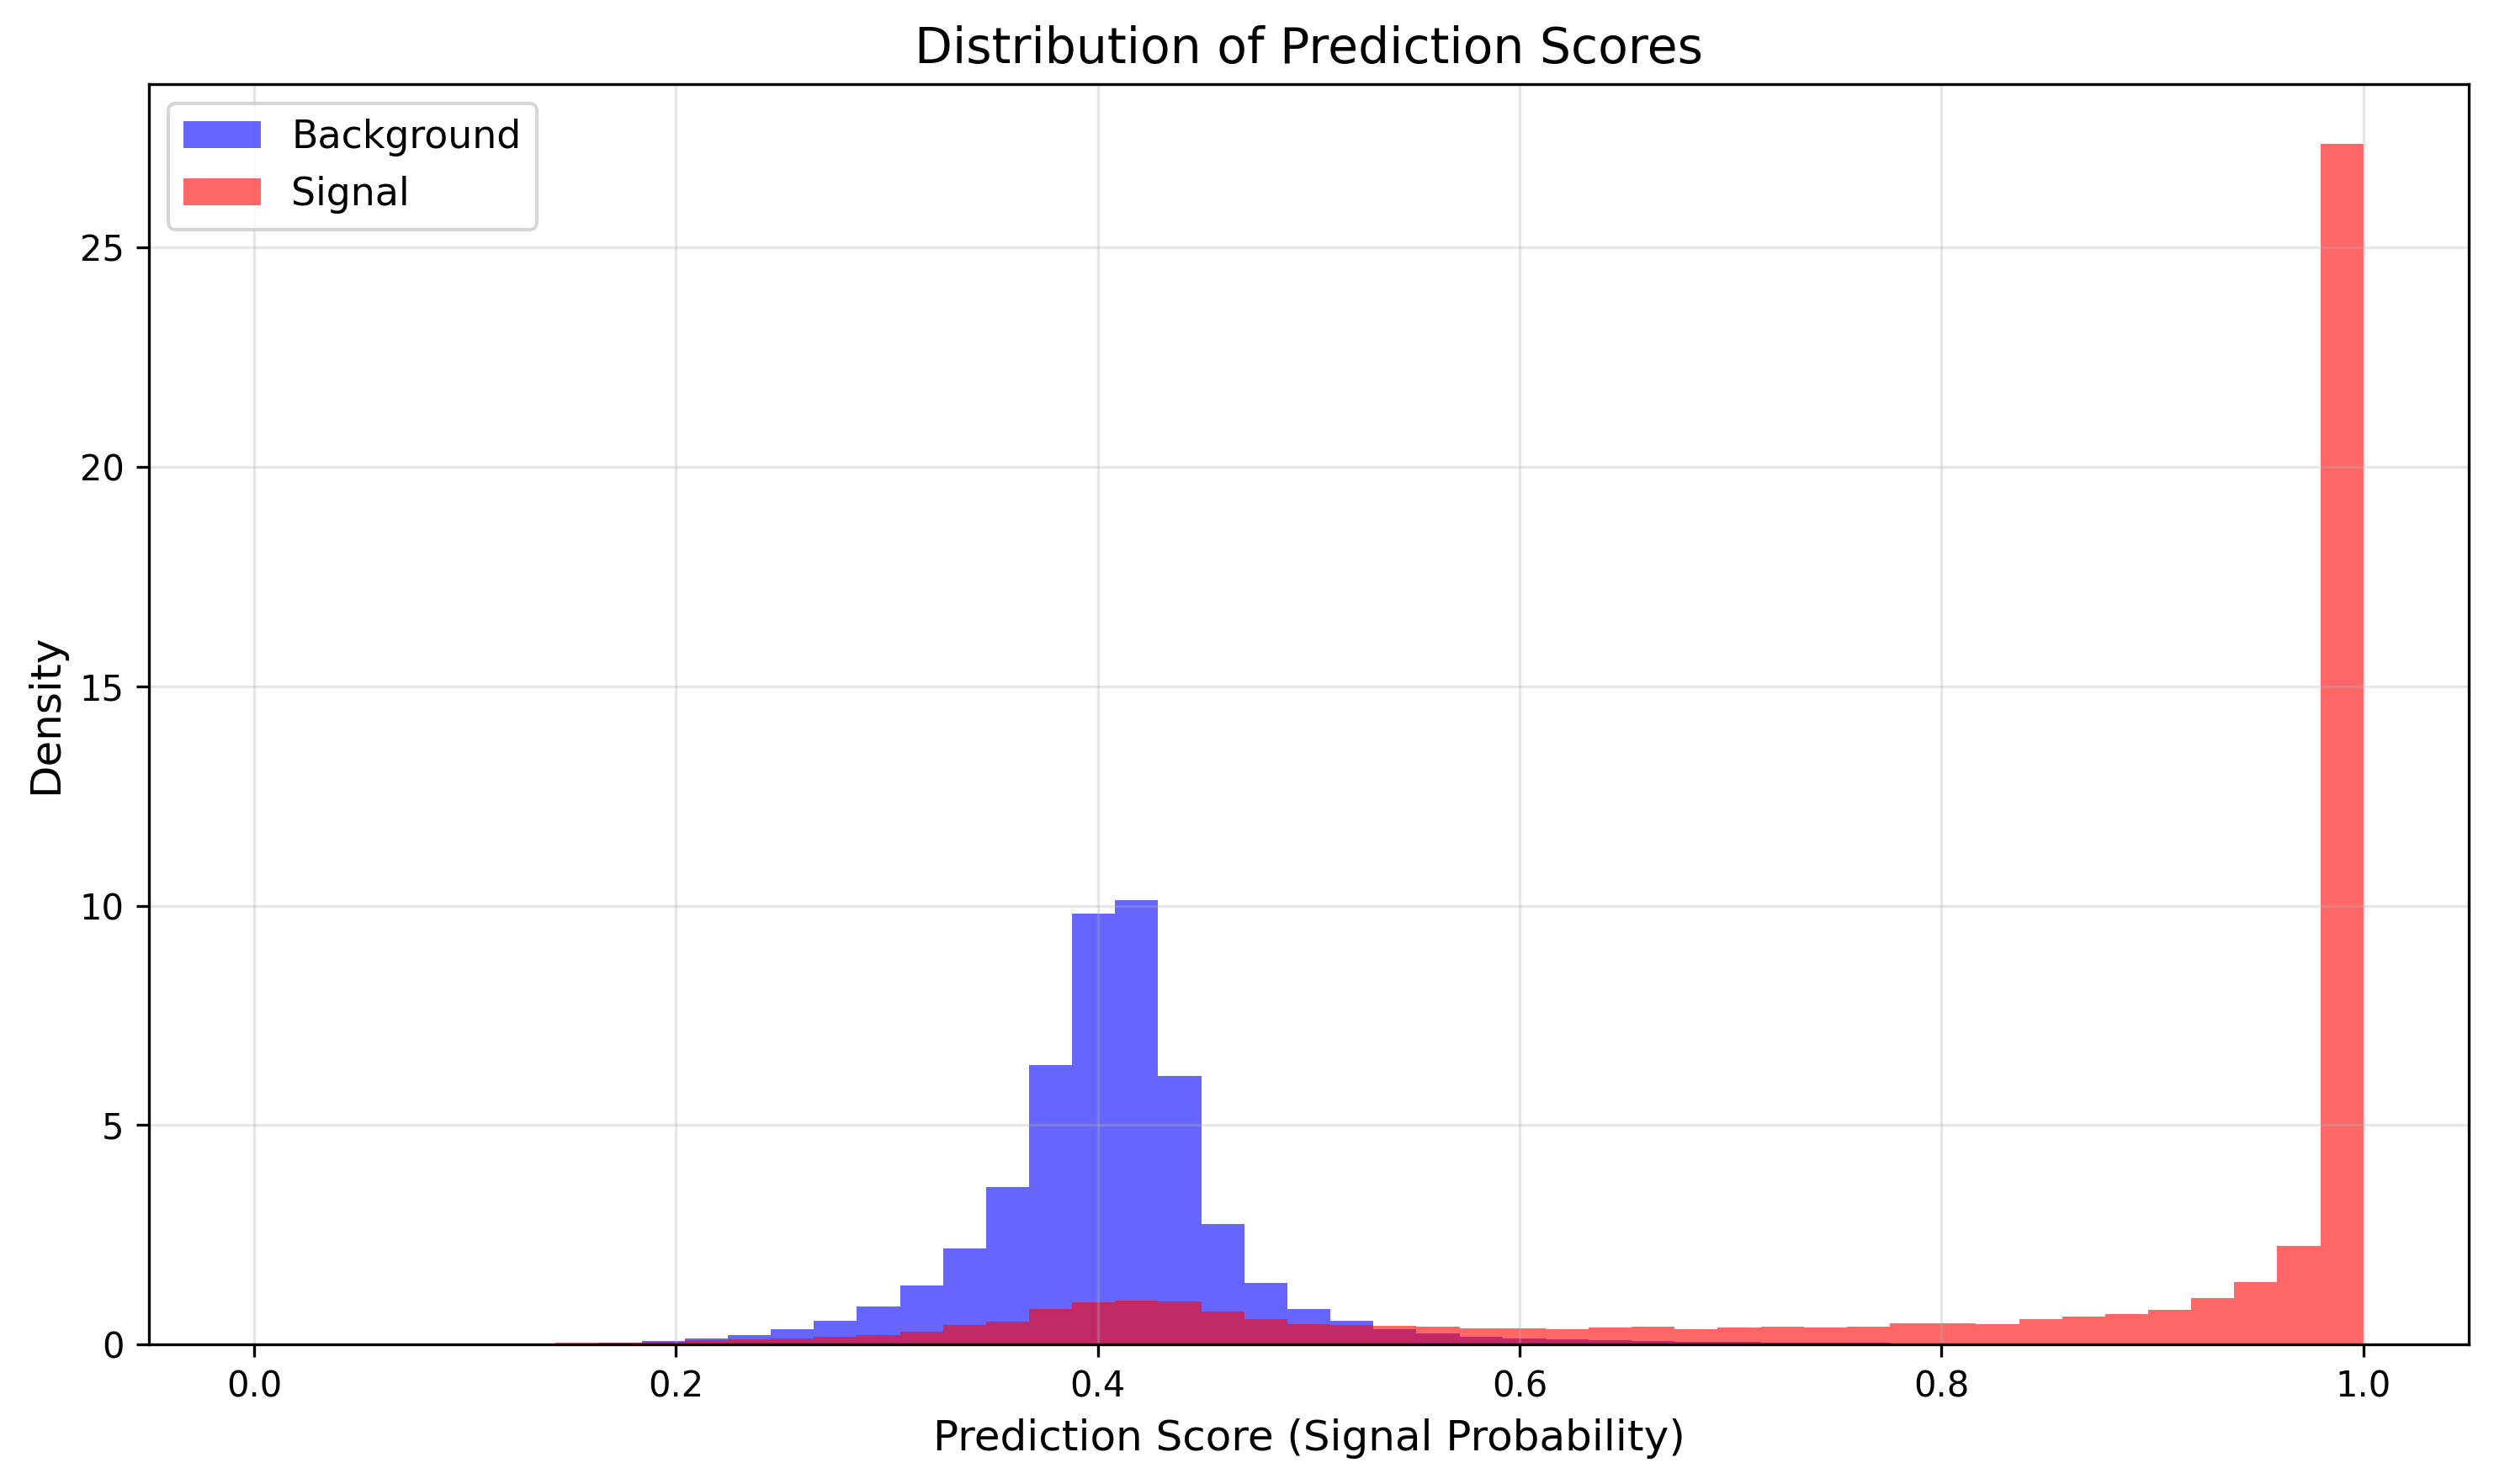 Distribution of Prediction Scores
Background
Signal
Density
25
20
15
10
5
0
0.0 0.2 0.4 0.6 0.8 1.0
Prediction Score (Signal Probability)